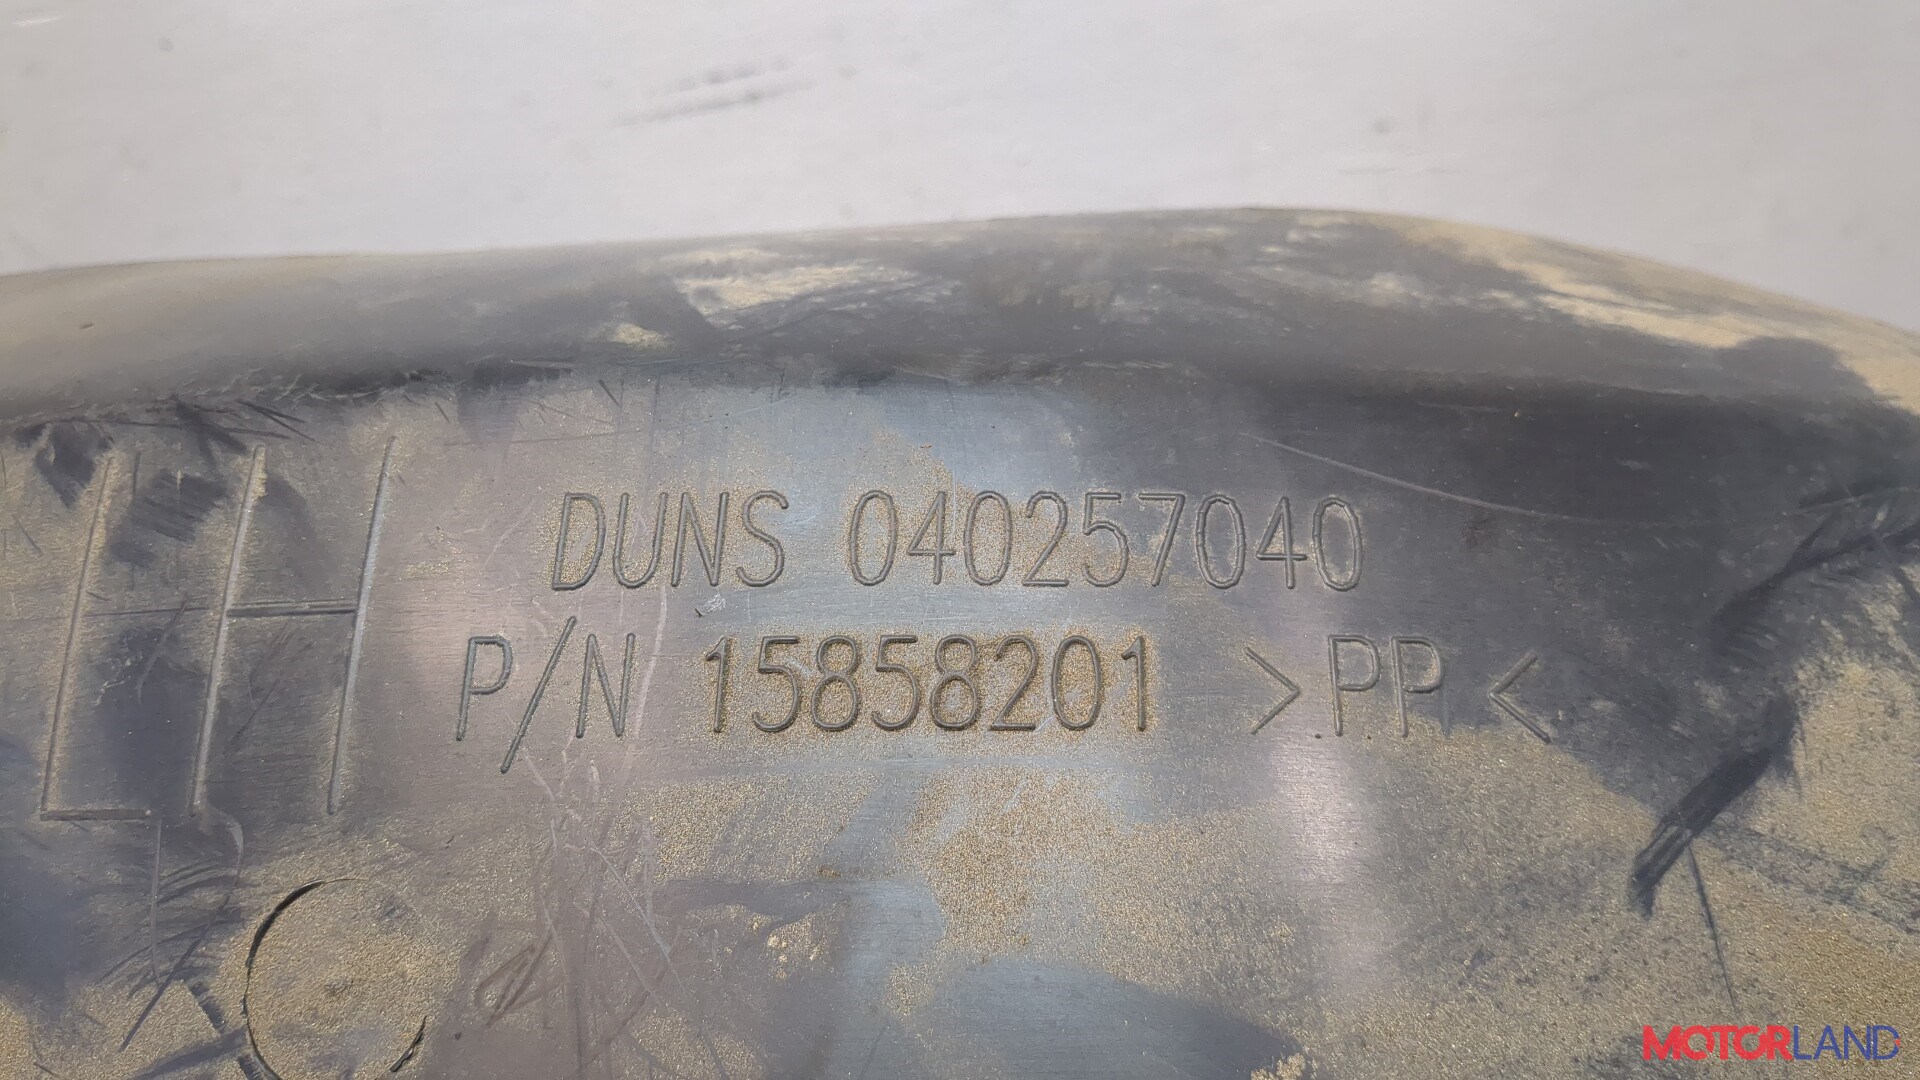 LH
DUNS 040257040
P/N 15858201 >PP<
MOTORLAND